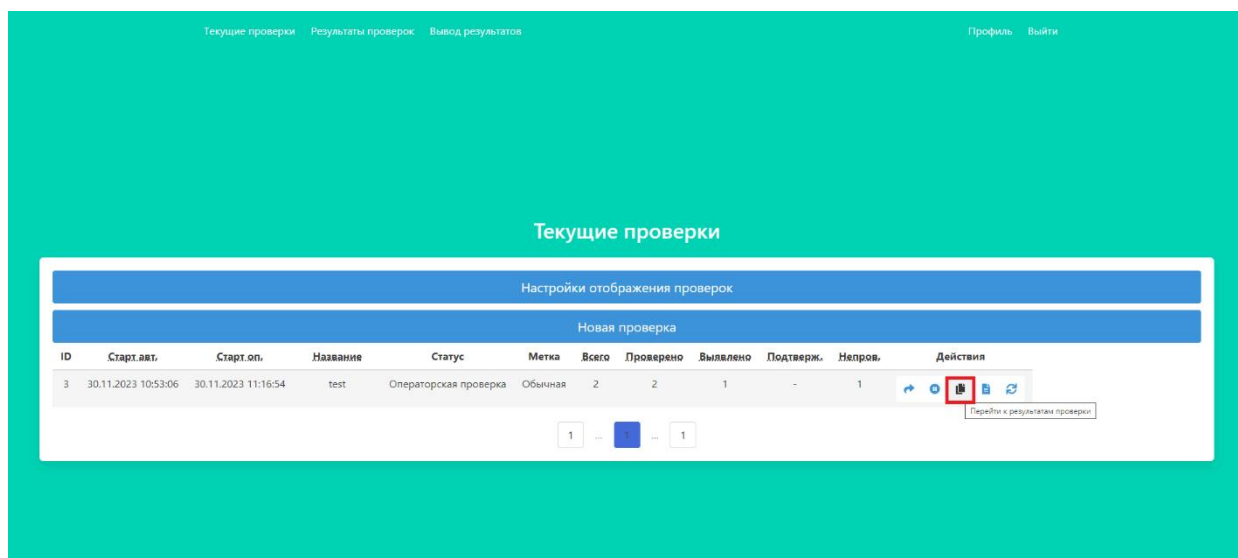 Текущие проверки Результаты проверок Вывод результатов Профиль Выйти
Текущие проверки
Настройки отображения проверок
Новая проверка
ID Старт авт. Старт оп. Название Статус Метка Всего Проверено Выявлено Подтверж. Непров. Действия
3 30.11.2023 10:53:06 30.11.2023 11:16:54 test Операторская проверка Обычная 2 2 1 - 1
Перейти к результатам проверки
1 ... 1 ... 1